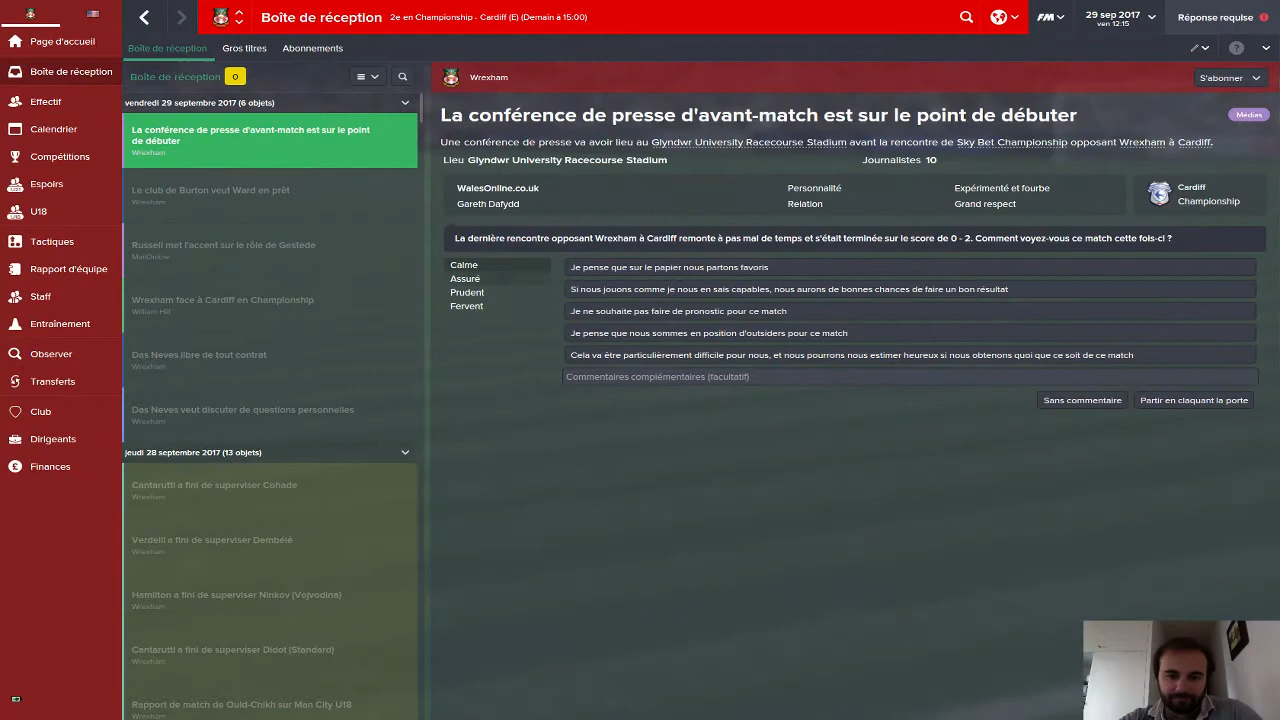 Boîte de réception
2e en Championship - Cardiff (E) (Demain à 15:00)
FM
29 sep 2017
ven 12:15
Réponse requise
Page d'accueil
Boîte de réception
Effectif
Calendrier
Compétitions
Espoirs
U18
Tactiques
Rapport d'équipe
Staff
Entraînement
Observer
Transferts
Club
Dirigeants
Finances
Boîte de réception Gros titres Abonnements
Boîte de réception 0
vendredi 29 septembre 2017 (6 objets)
La conférence de presse d'avant-match est sur le point
de débuter
Wrexham
Le club de Burton veut Ward en prêt
Wrexham
Russell met l'accent sur le rôle de Gestede
MailOnline
Wrexham face à Cardiff en Championship
William Hill
Das Neves libre de tout contrat
Wrexham
Das Neves veut discuter de questions personnelles
Wrexham
jeudi 28 septembre 2017 (13 objets)
Cantarutti a fini de superviser Coñade
Wrexham
Verdelli a fini de superviser Dembélé
Wrexham
Hamilton a fini de superviser Ninkov (Vojvodina)
Wrexham
Cantarutti a fini de superviser Didot (Standard)
Wrexham
Rapport de match de Ould-Chikh sur Man City U18
Wrexham
Wrexham
S'abonner
La conférence de presse d'avant-match est sur le point de débuter
Médias
Une conférence de presse va avoir lieu au Glyndwr University Racecourse Stadium avant la rencontre de Sky Bet Championship opposant Wrexham à Cardiff.
Lieu Glyndwr University Racecourse Stadium Journalistes 10
WalesOnline.co.uk Personnalité Expérimenté et fourbe
Gareth Dafydd Relation Grand respect
Cardiff
Championship
La dernière rencontre opposant Wrexham à Cardiff remonte à pas mal de temps et s'était terminée sur le score de 0 - 2. Comment voyez-vous ce match cette fois-ci ?
Calme
Assuré
Prudent
Fervent
Je pense que sur le papier nous partons favoris
Si nous jouons comme je nous en sais capables, nous aurons de bonnes chances de faire un bon résultat
Je ne souhaite pas faire de pronostic pour ce match
Je pense que nous sommes en position d'outsiders pour ce match
Cela va être particulièrement difficile pour nous, et nous pourrons nous estimer heureux si nous obtenons quoi que ce soit de ce match
Commentaires complémentaires (facultatif)
Sans commentaire Partir en claquant la porte